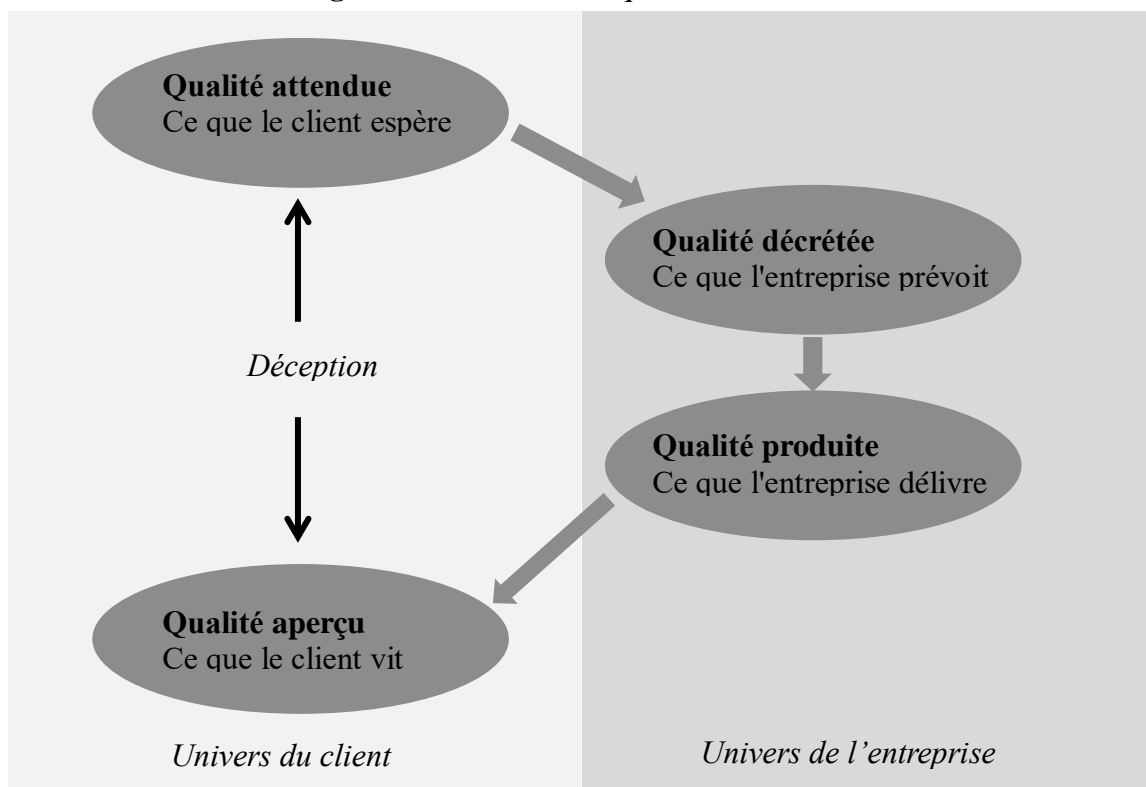 Qualité attendue
Ce que le client espère
Qualité décrétée
Ce que l'entreprise prévoit
Déception
Qualité produite
Ce que l'entreprise délivre
Qualité aperçu
Ce que le client vit
Univers du client
Univers de l’entreprise